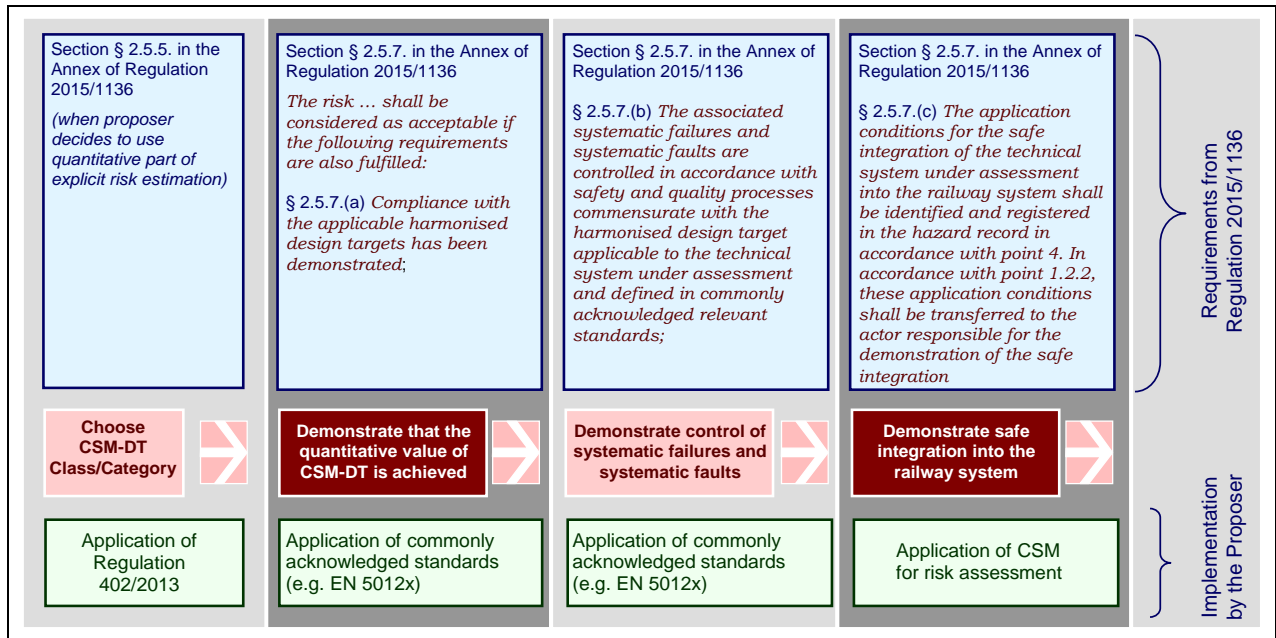 Section § 2.5.5. in the
Annex of Regulation
2015/1136
(when proposer
decides to use
quantitative part of
explicit risk estimation)
Section § 2.5.7. in the Annex of
Regulation 2015/1136
The risk … shall be
considered as acceptable if
the following requirements
are also fulfilled:
§ 2.5.7.(a) Compliance with
the applicable harmonised
design targets has been
demonstrated;
Section § 2.5.7. in the Annex of
Regulation 2015/1136
§ 2.5.7.(b) The associated
systematic failures and
systematic faults are
controlled in accordance with
safety and quality processes
commensurate with the
harmonised design target
applicable to the technical
system under assessment
and defined in commonly
acknowledged relevant
standards;
Section § 2.5.7. in the Annex of
Regulation 2015/1136
§ 2.5.7.(c) The application
conditions for the safe
integration of the technical
system under assessment
into the railway system shall
be identified and registered
in the hazard record in
accordance with point 4. In
accordance with point 1.2.2,
these application conditions
shall be transferred to the
actor responsible for the
demonstration of the safe
integration
Requirements from
Regulation 2015/1136
Choose
CSM-DT
Class/Category
Demonstrate that the
quantitative value of
CSM-DT is achieved
Demonstrate control of
systematic failures and
systematic faults
Demonstrate safe
integration into the
railway system
Application of
Regulation
402/2013
Application of commonly
acknowledged standards
(e.g. EN 5012x)
Application of commonly
acknowledged standards
(e.g. EN 5012x)
Application of CSM
for risk assessment
Implementation
by the Proposer